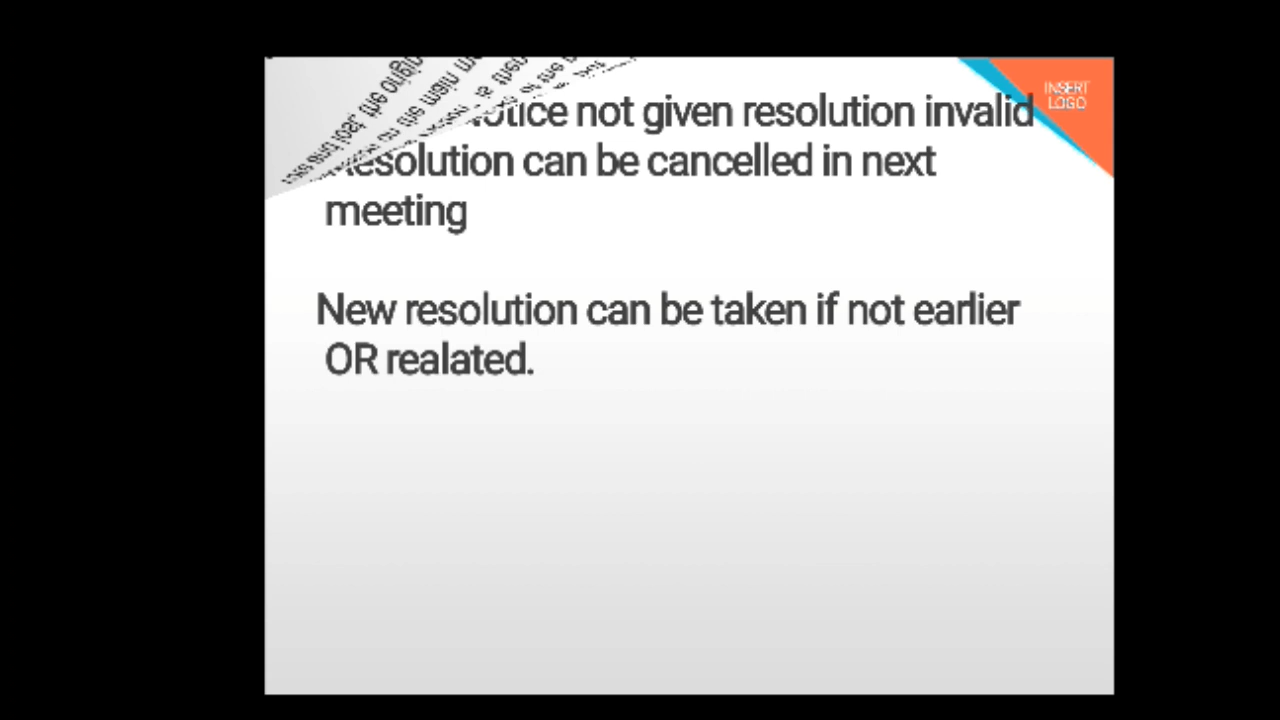 notice not given resolution invalid
Resolution can be cancelled in next
meeting
New resolution can be taken if not earlier
OR realated.
INSERT
LOGO